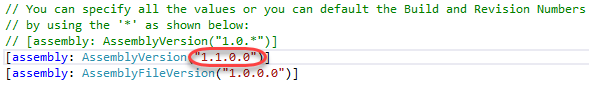 // You can specify all the values or you can default the Build and Revision Numbers
// by using the '*' as shown below:
// [assembly: AssemblyVersion("1.0.*")]
[assembly: AssemblyVersion("1.1.0.0")]
[assembly: AssemblyFileVersion("1.0.0.0")]